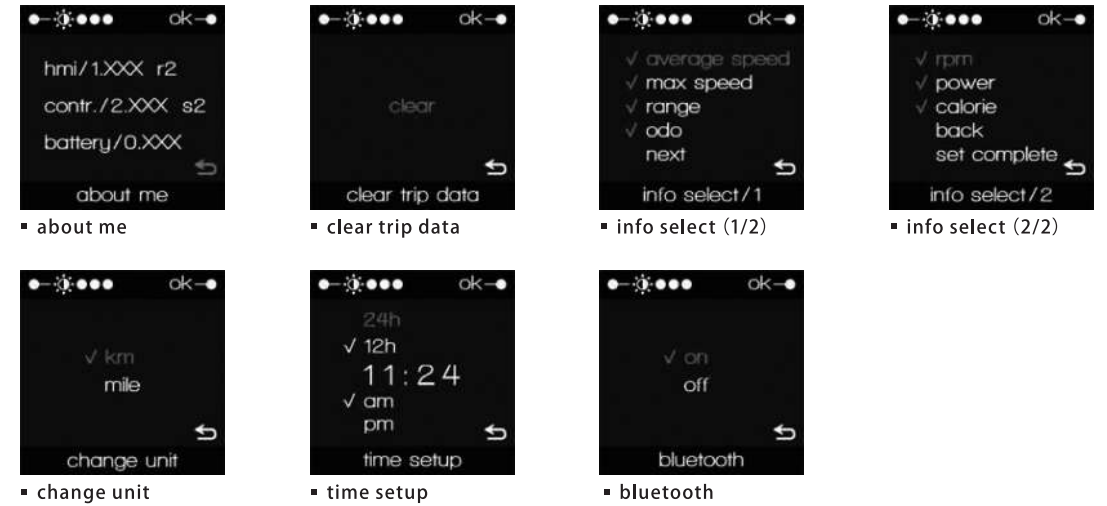 ok
hmi/1.XXX r2
contr./2.XXX s2
battery/0.XXX
about me
▪ about me
ok
clear
clear trip data
▪ clear trip data
ok
✓ average speed
✓ max speed
✓ range
✓ odo
next
info select/1
▪ info select (1/2)
ok
✓ rpm
✓ power
✓ calorie
back
set complete
info select/2
▪ info select (2/2)
ok
✓ km
mile
change unit
▪ change unit
ok
24h
✓ 12h
11:24
✓ am
pm
time setup
▪ time setup
ok
✓ on
off
bluetooth
▪ bluetooth